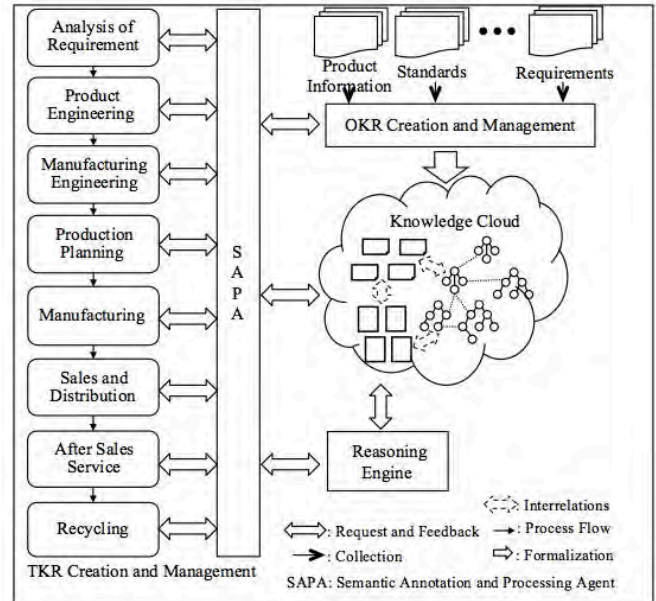 Analysis of
Requirement
Product
Engineering
Manufacturing
Engineering
Production
Planning
Manufacturing
Sales and
Distribution
After Sales
Service
Recycling
TKR Creation and Management
S
A
P
A
Product
Information
Standards
Requirements
OKR Creation and Management
Knowledge Cloud
Reasoning
Engine
: Interrelations
: Request and Feedback
: Process Flow
: Collection
: Formalization
SAPA: Semantic Annotation and Processing Agent